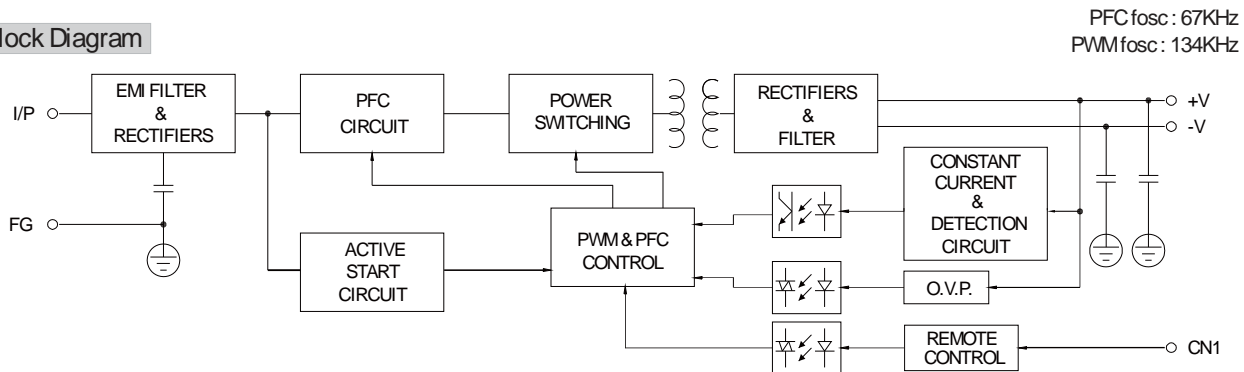 lock Diagram
PFC fosc : 67KHz
PWM fosc : 134KHz
I/P
EMI FILTER
&
RECTIFIERS
PFC
CIRCUIT
POWER
SWITCHING
RECTIFIERS
&
FILTER
+V
-V
FG
ACTIVE
START
CIRCUIT
PWM & PFC
CONTROL
CONSTANT
CURRENT
&
DETECTION
CIRCUIT
O.V.P.
REMOTE
CONTROL
CN1